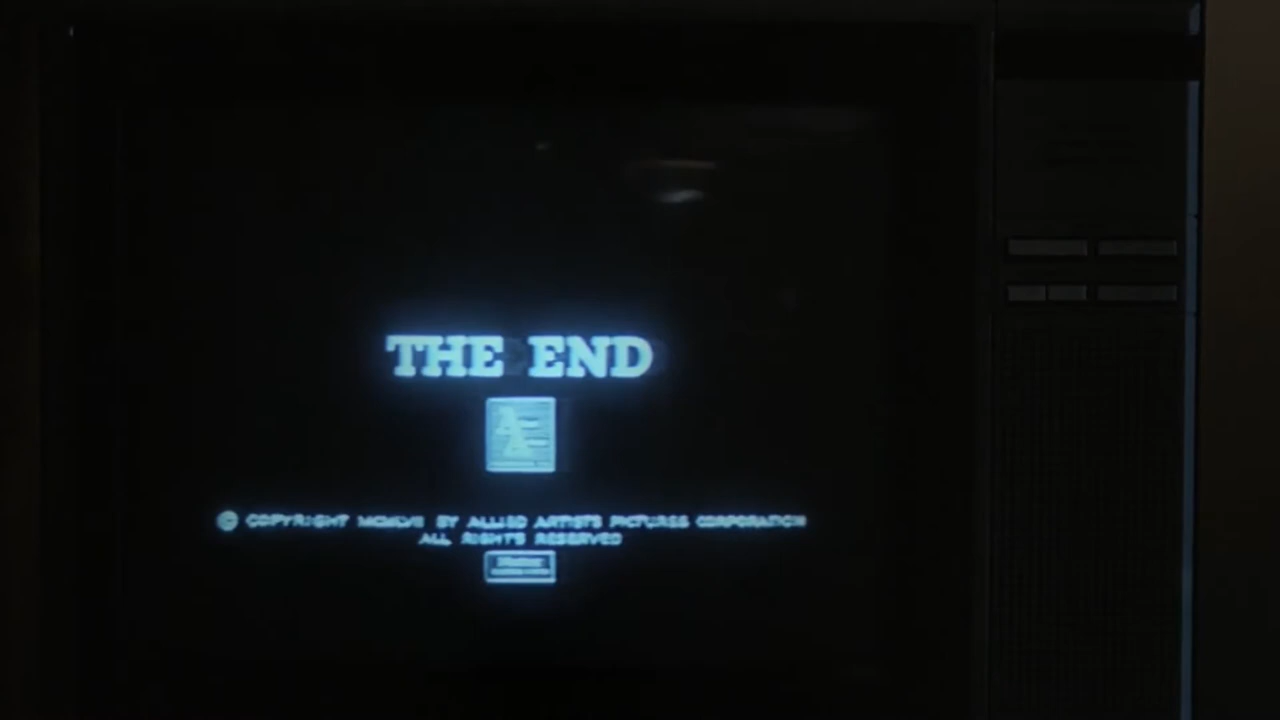 THE END
© COPYRIGHT MCMLVII BY ALLIED ARTISTS PICTURES CORPORATION
ALL RIGHTS RESERVED